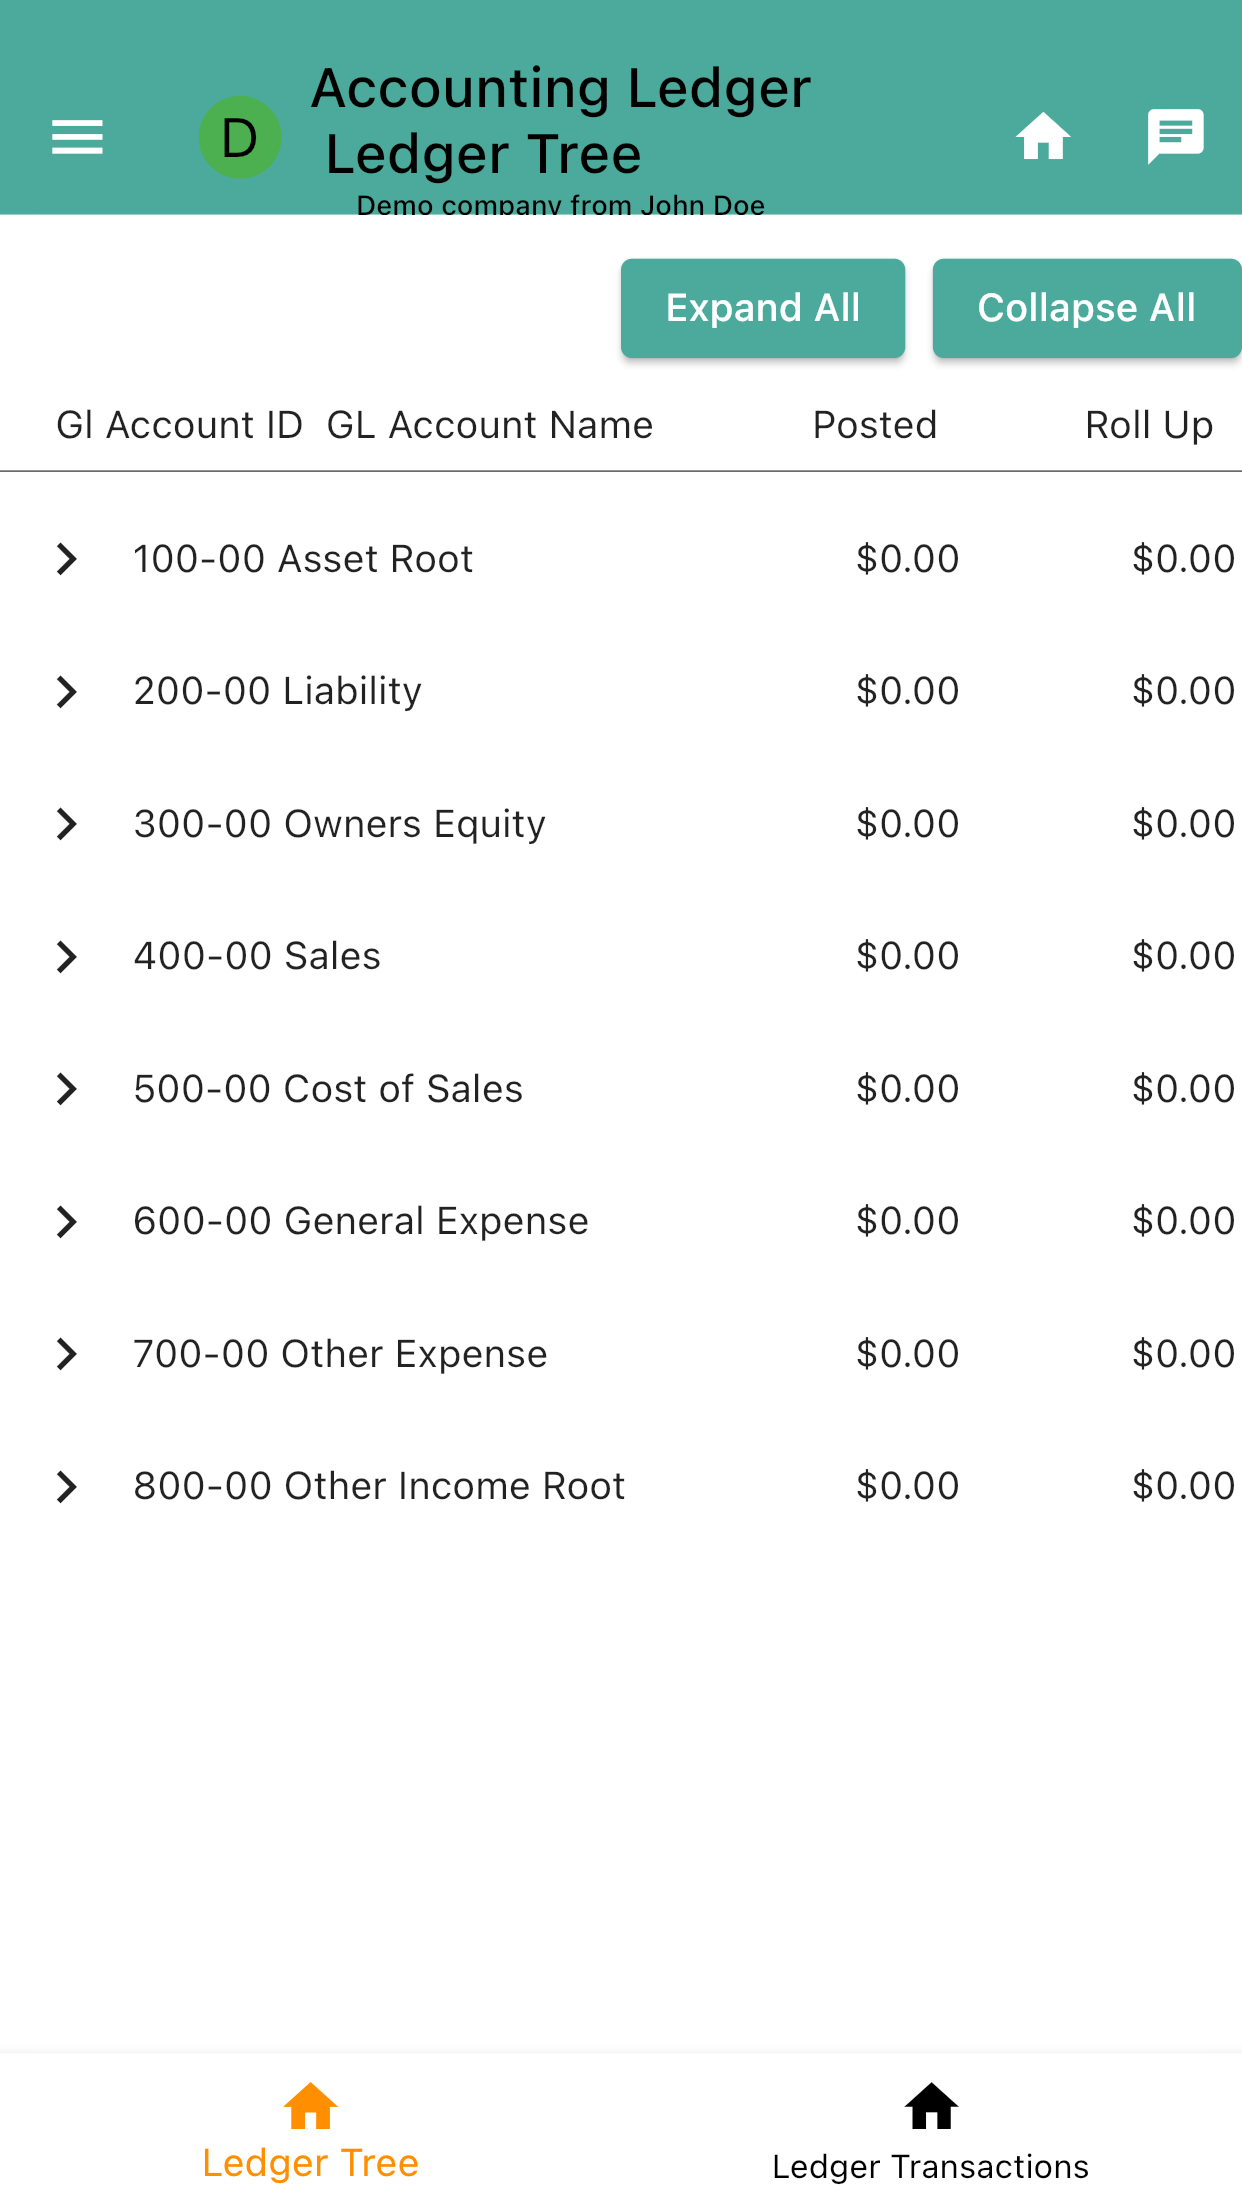 D
Accounting Ledger
Ledger Tree
Demo company from John Doe
Expand All Collapse All
Gl Account ID GL Account Name Posted Roll Up
100-00 Asset Root $0.00 $0.00
200-00 Liability $0.00 $0.00
300-00 Owners Equity $0.00 $0.00
400-00 Sales $0.00 $0.00
500-00 Cost of Sales $0.00 $0.00
600-00 General Expense $0.00 $0.00
700-00 Other Expense $0.00 $0.00
800-00 Other Income Root $0.00 $0.00
Ledger Tree Ledger Transactions